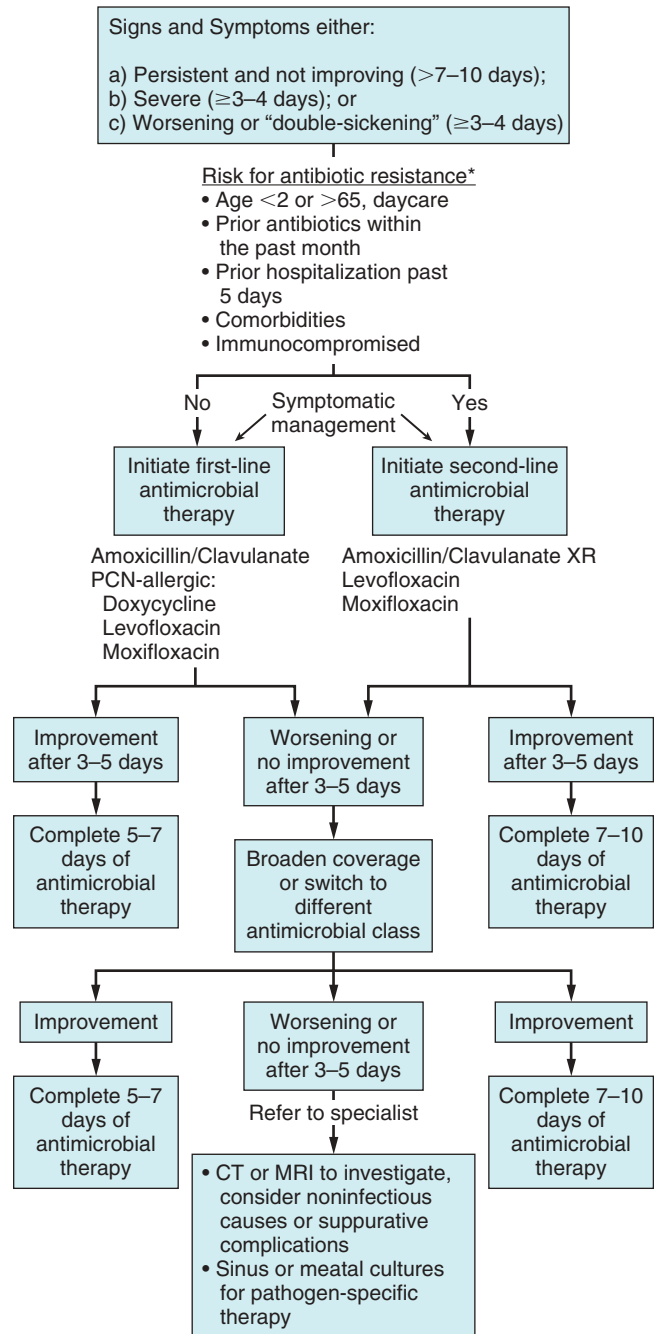 Signs and Symptoms either:
a) Persistent and not improving (>7–10 days);
b) Severe (≥3–4 days); or
c) Worsening or “double-sickening” (≥3–4 days)
Risk for antibiotic resistance*
• Age <2 or >65, daycare
• Prior antibiotics within
the past month
• Prior hospitalization past
5 days
• Comorbidities
• Immunocompromised
No
Symptomatic
management
Yes
Initiate first-line
antimicrobial
therapy
Initiate second-line
antimicrobial
therapy
Amoxicillin/Clavulanate
PCN-allergic:
Doxycycline
Levofloxacin
Moxifloxacin
Amoxicillin/Clavulanate XR
Levofloxacin
Moxifloxacin
Improvement
after 3–5 days
Worsening or
no improvement
after 3–5 days
Improvement
after 3–5 days
Complete 5–7
days of
antimicrobial
therapy
Broaden coverage
or switch to
different
antimicrobial class
Complete 7–10
days of
antimicrobial
therapy
Improvement
Worsening or
no improvement
after 3–5 days
Improvement
Complete 5–7
days of
antimicrobial
therapy
Refer to specialist
Complete 7–10
days of
antimicrobial
therapy
• CT or MRI to investigate,
consider noninfectious
causes or suppurative
complications
• Sinus or meatal cultures
for pathogen-specific
therapy